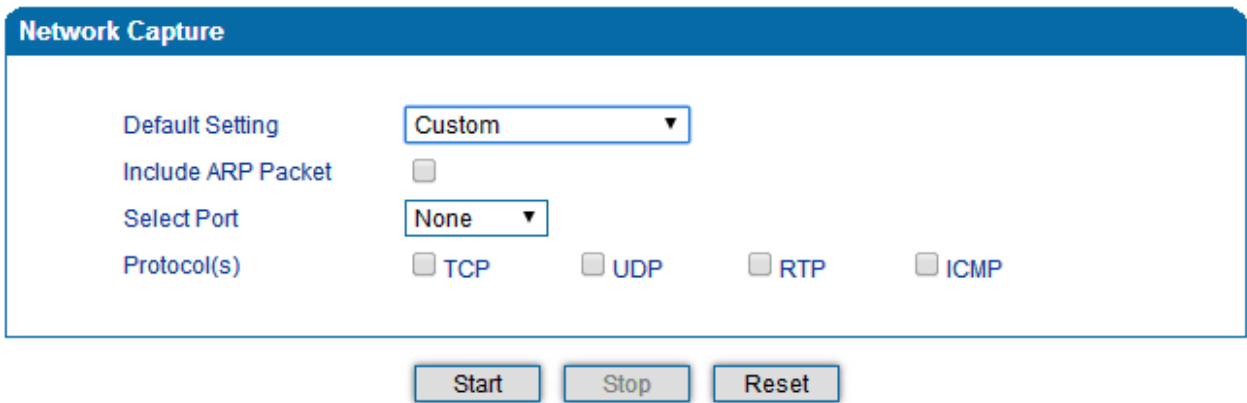 Network Capture
Default Setting Custom
Include ARP Packet
Select Port None
Protocol(s) TCP UDP RTP ICMP
Start Stop Reset